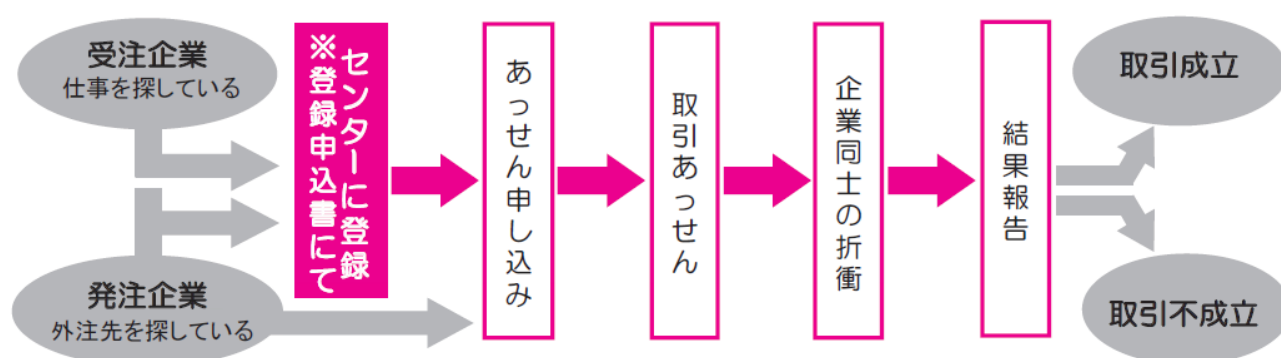 受注企業
仕事を探している
発注企業
外注先を探している
センターに登録
※登録申込書にて
あっせん申し込み
取引あっせん
企業同士の折衝
結果報告
取引成立
取引不成立